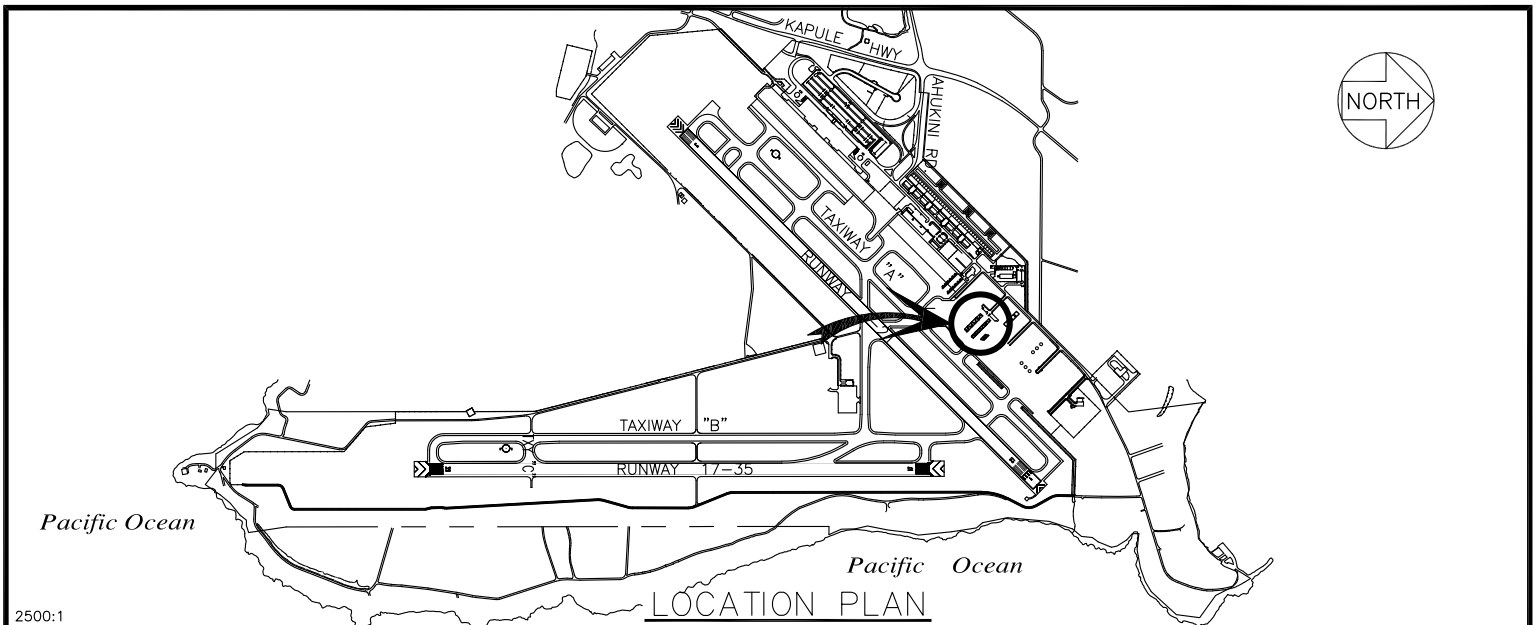 KAPULE HWY
NORTH
AHUKINI RD
TAXIWAY "A"
RUNWAY
TAXIWAY "B"
RUNWAY 17-35
Pacific Ocean
Pacific Ocean
LOCATION PLAN
2500:1